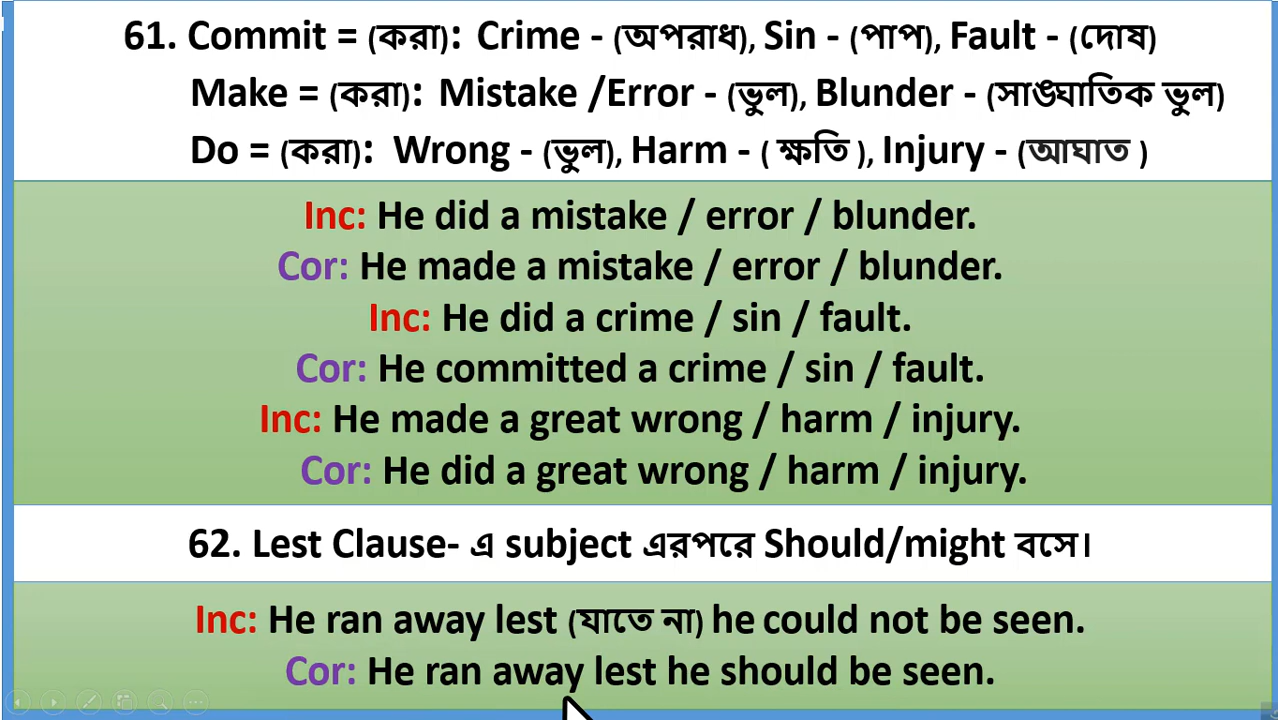 61. Commit = (করা): Crime - (অপরাধ), Sin - (পাপ), Fault - (দোষ)
Make = (করা): Mistake /Error - (ভুল), Blunder - (সাঙ্ঘাতিক ভুল)
Do = (করা): Wrong - (ভুল), Harm - ( ক্ষতি ), Injury - (আঘাত )
Inc: He did a mistake / error / blunder.
Cor: He made a mistake / error / blunder.
Inc: He did a crime / sin / fault.
Cor: He committed a crime / sin / fault.
Inc: He made a great wrong / harm / injury.
Cor: He did a great wrong / harm / injury.
62. Lest Clause- এ subject এরপরে Should/might বসে।
Inc: He ran away lest (যাতে না) he could not be seen.
Cor: He ran away lest he should be seen.